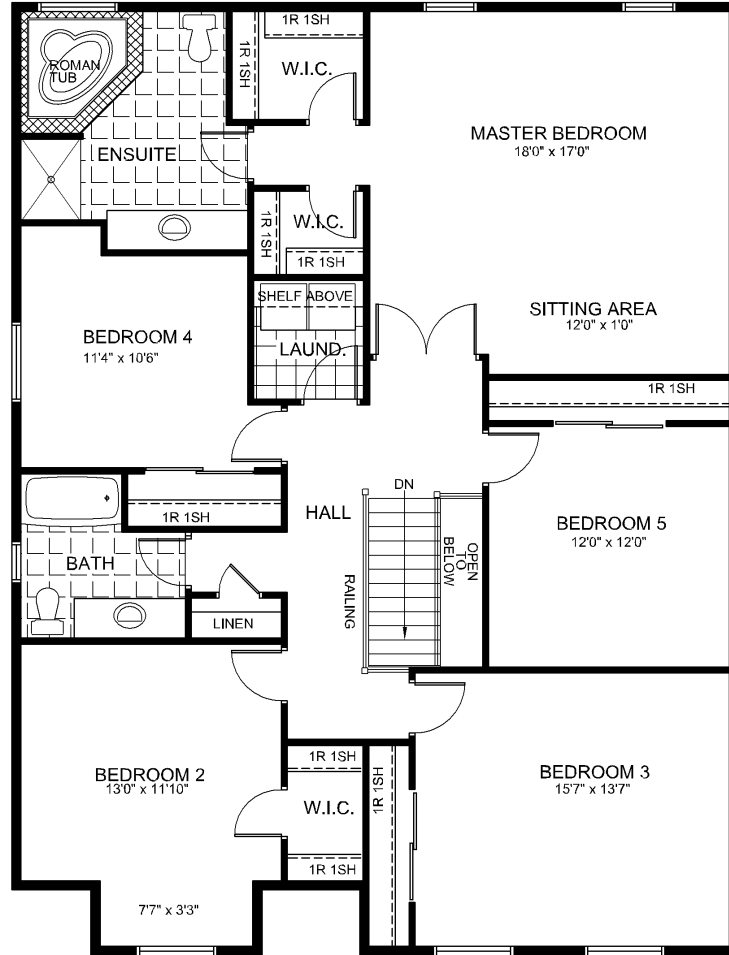 1R 1SH
1R 1SH
W.I.C.
ROMAN
TUB
MASTER BEDROOM
18'0" x 17'0"
ENSUITE
1R 1SH
W.I.C.
1R 1SH
SHELF ABOVE
SITTING AREA
12'0" x 1'0"
BEDROOM 4
11'4" x 10'6"
LAUND.
1R 1SH
DN
HALL
1R 1SH
BEDROOM 5
12'0" x 12'0"
OPEN
TO
BELOW
BATH
RAILING
LINEN
1R 1SH
BEDROOM 2
13'0" x 11'10"
BEDROOM 3
15'7" x 13'7"
1R 1SH
W.I.C.
1R 1SH
7'7" x 3'3"